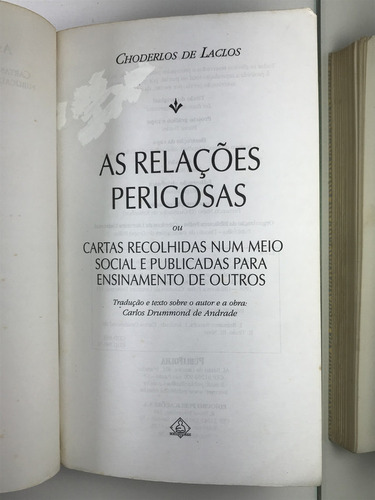 CHODERLOS DE LACLOS
AS RELAÇÕES
PERIGOSAS
ou
CARTAS RECOLHIDAS NUM MEIO
SOCIAL E PUBLICADAS PARA
ENSINAMENTO DE OUTROS
Tradução e texto sobre o autor e a obra:
Carlos Drummond de Andrade